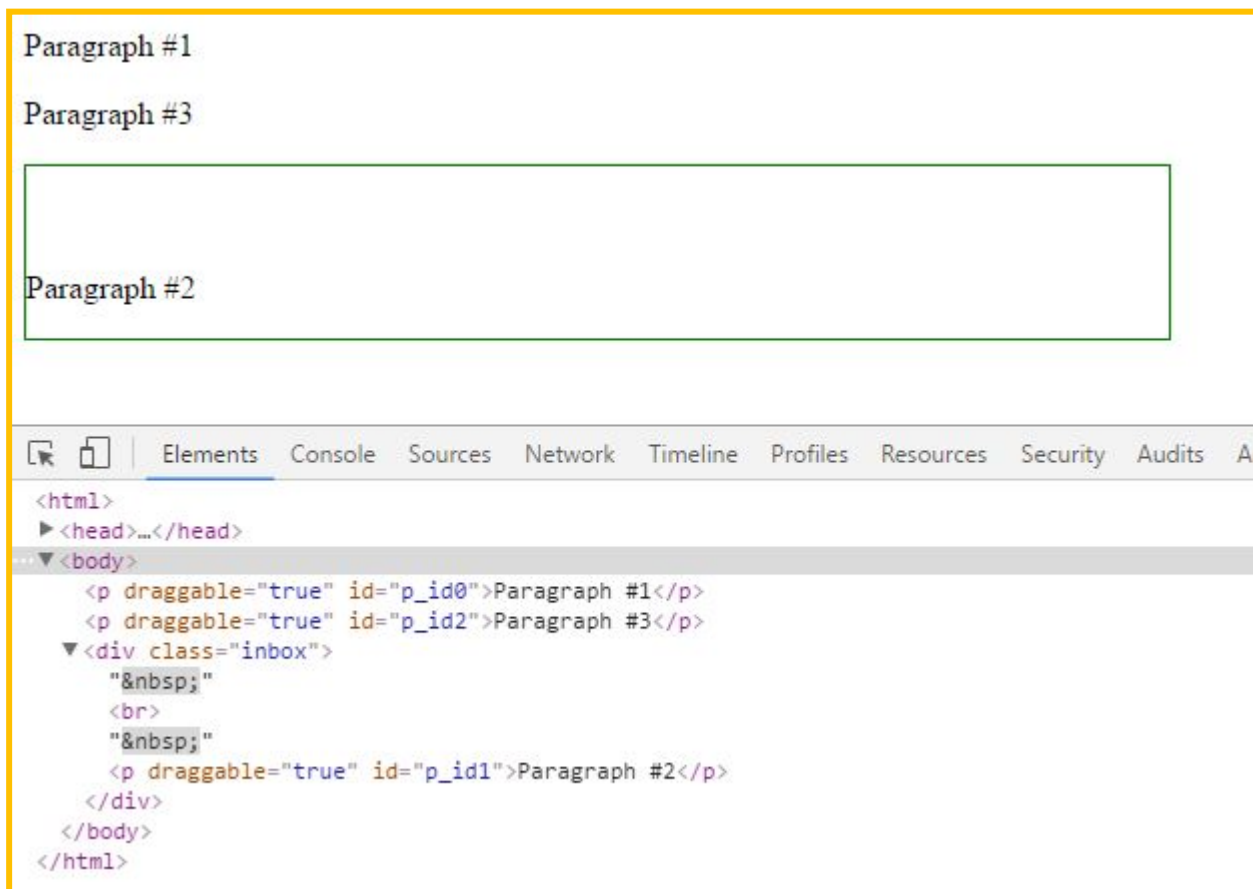 Paragraph #1
Paragraph #3
Paragraph #2
Elements Console Sources Network Timeline Profiles Resources Security Audits A
<html>
<head>…</head>
<body>
<p draggable="true" id="p_id0">Paragraph #1</p>
<p draggable="true" id="p_id2">Paragraph #3</p>
<div class="inbox">
"&nbsp;"
<br>
"&nbsp;"
<p draggable="true" id="p_id1">Paragraph #2</p>
</div>
</body>
</html>